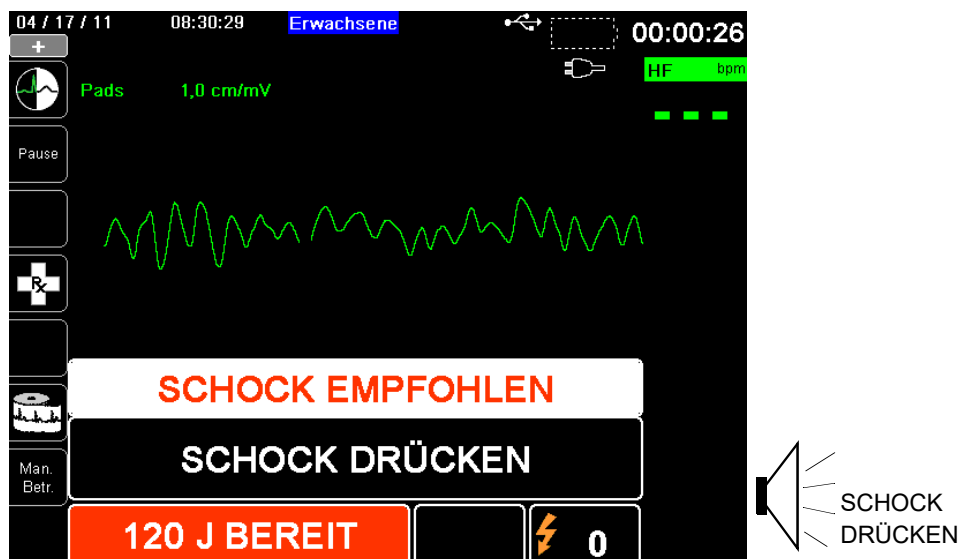 04 / 17 / 11 08:30:29 Erwachsene 00:00:26
+
HF bpm
Pads 1,0 cm/mV
---
Pause
Rx
SCHOCK EMPFOHLEN
SCHOCK DRÜCKEN
Man.
Betr.
120 J BEREIT 0
SCHOCK
DRÜCKEN